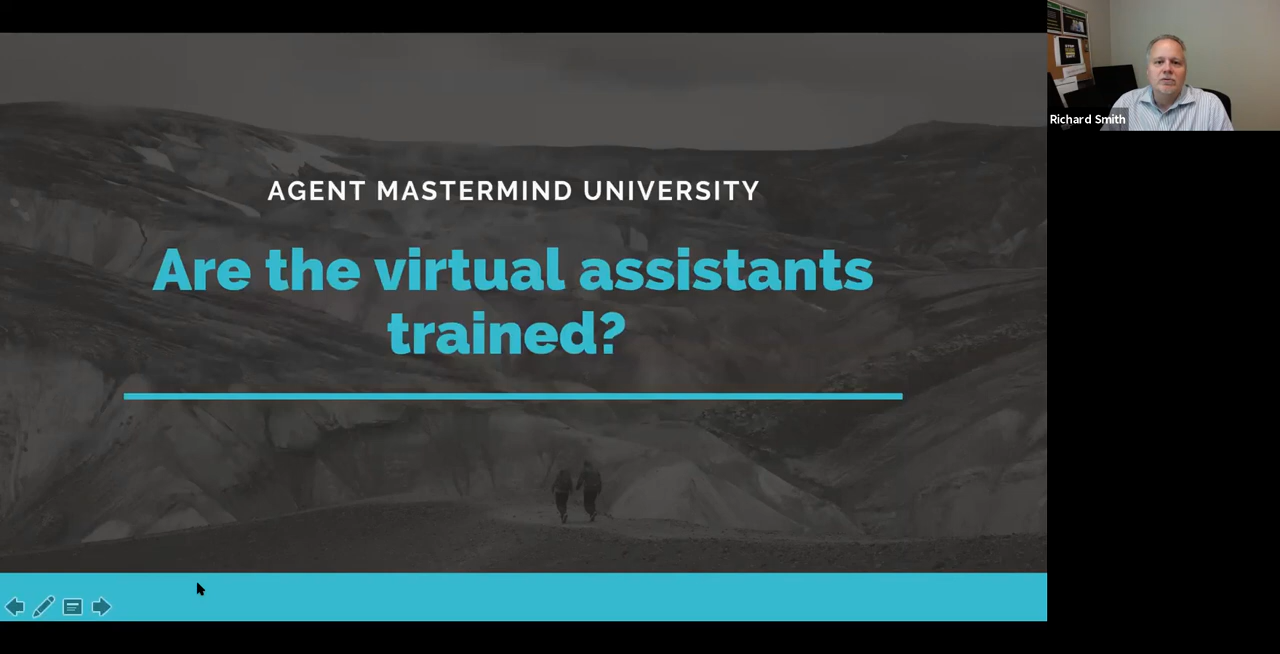 AGENT MASTERMIND UNIVERSITY
Are the virtual assistants
trained?
Richard Smith